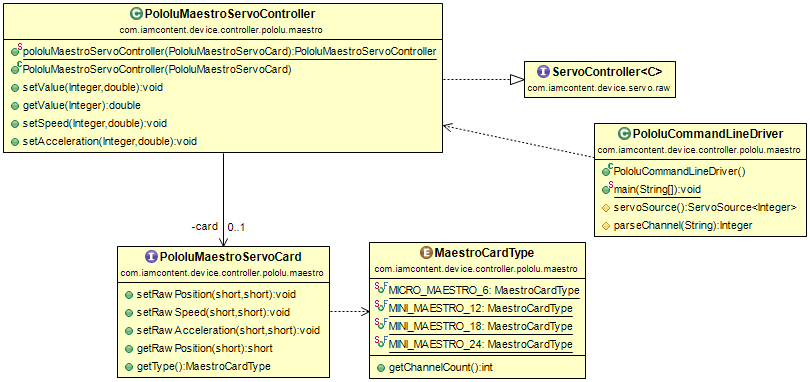 PololuMaestroServoController
com.iamcontent.device.controller.pololu.maestro
pololuMaestroServoController(PololuMaestroServoCard):PololuMaestroServoController
PololuMaestroServoController(PololuMaestroServoCard)
setValue(Integer,double):void
getValue(Integer):double
setSpeed(Integer,double):void
setAcceleration(Integer,double):void
ServoController<C>
com.iamcontent.device.servo.raw
PololuCommandLineDriver
com.iamcontent.device.controller.pololu.maestro
PololuCommandLineDriver()
main(String[]):void
servoSource():ServoSource<Integer>
parseChannel(String):Integer
-card 0..1
PololuMaestroServoCard
com.iamcontent.device.controller.pololu.maestro
setRawPosition(short,short):void
setRawSpeed(short,short):void
setRawAcceleration(short,short):void
getRawPosition(short):short
getType():MaestroCardType
MaestroCardType
com.iamcontent.device.controller.pololu.maestro
MICRO_MAESTRO_6: MaestroCardType
MINI_MAESTRO_12: MaestroCardType
MINI_MAESTRO_18: MaestroCardType
MINI_MAESTRO_24: MaestroCardType
getChannelCount():int